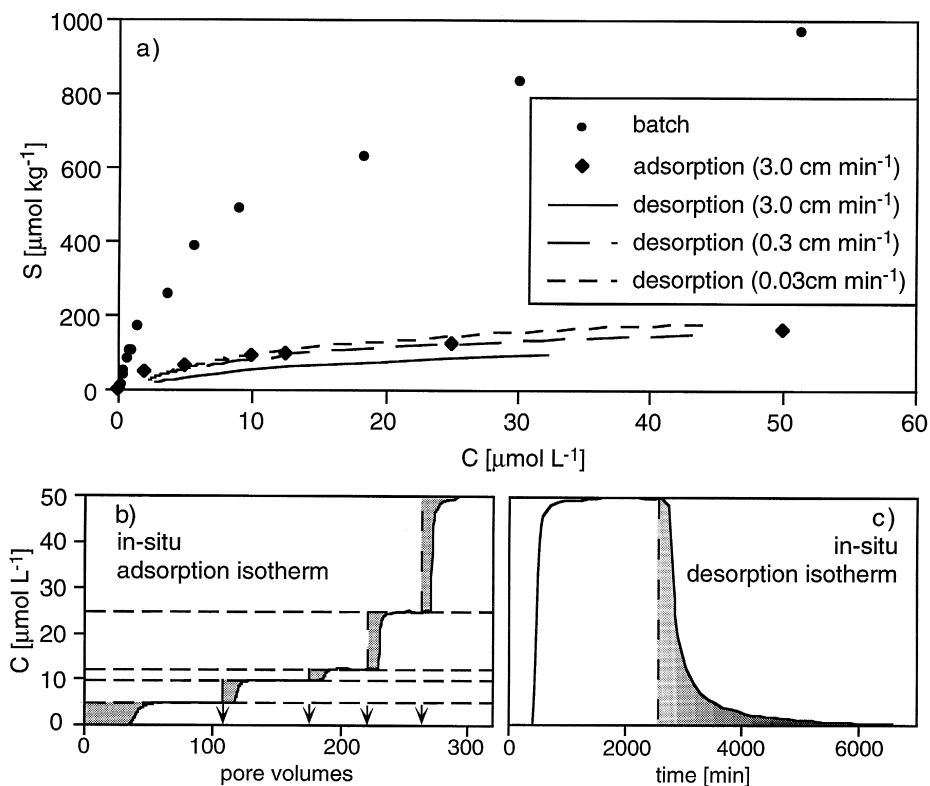 a)
1000
800
600
400
200
0
S [μmol kg⁻¹]
batch
adsorption (3.0 cm min⁻¹)
desorption (3.0 cm min⁻¹)
desorption (0.3 cm min⁻¹)
desorption (0.03cm min⁻¹)
0 10 20 30 40 50 60
C [μmol L⁻¹]
b)
in-situ
adsorption isotherm
50
40
30
20
10
0
C [μmol L⁻¹]
0 100 200 300
pore volumes
c)
in-situ
desorption isotherm
0 2000 4000 6000
time [min]